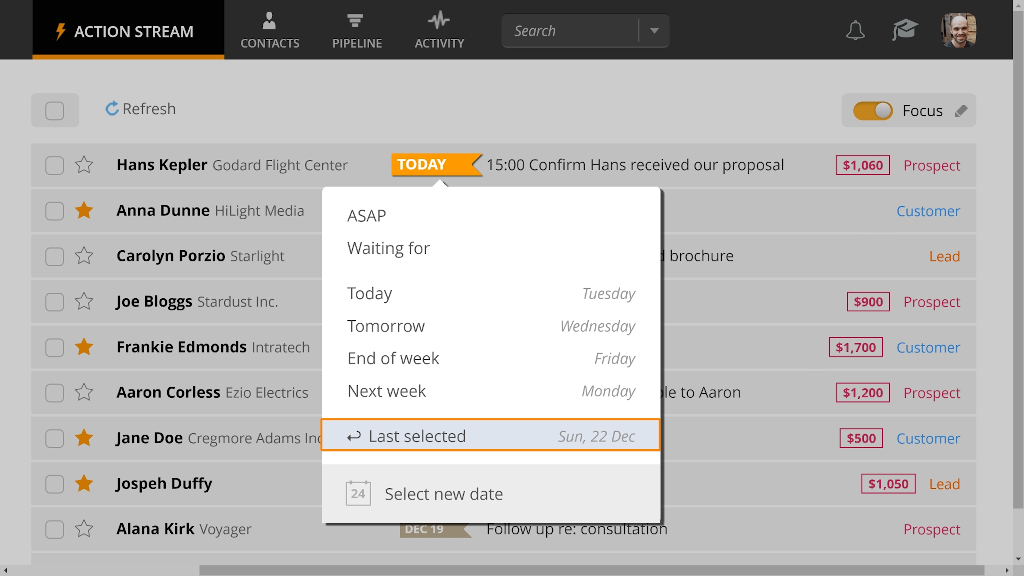 ACTION STREAM
CONTACTS
PIPELINE
ACTIVITY
Search
Refresh
Focus
Hans Kepler Godard Flight Center TODAY 15:00 Confirm Hans received our proposal $1,060 Prospect
Anna Dunne HiLight Media Customer
Carolyn Porzio Starlight brochure Lead
Joe Bloggs Stardust Inc. $900 Prospect
Frankie Edmonds Intratech $1,700 Customer
Aaron Corless Ezio Electrics to Aaron $1,200 Prospect
Jane Doe Cregmore Adams $500 Customer
Jospeh Duffy $1,050 Lead
Alana Kirk Voyager DEC 19 Follow up re: consultation Prospect
ASAP
Waiting for
Today Tuesday
Tomorrow Wednesday
End of week Friday
Next week Monday
Last selected Sun, 22 Dec
24 Select new date